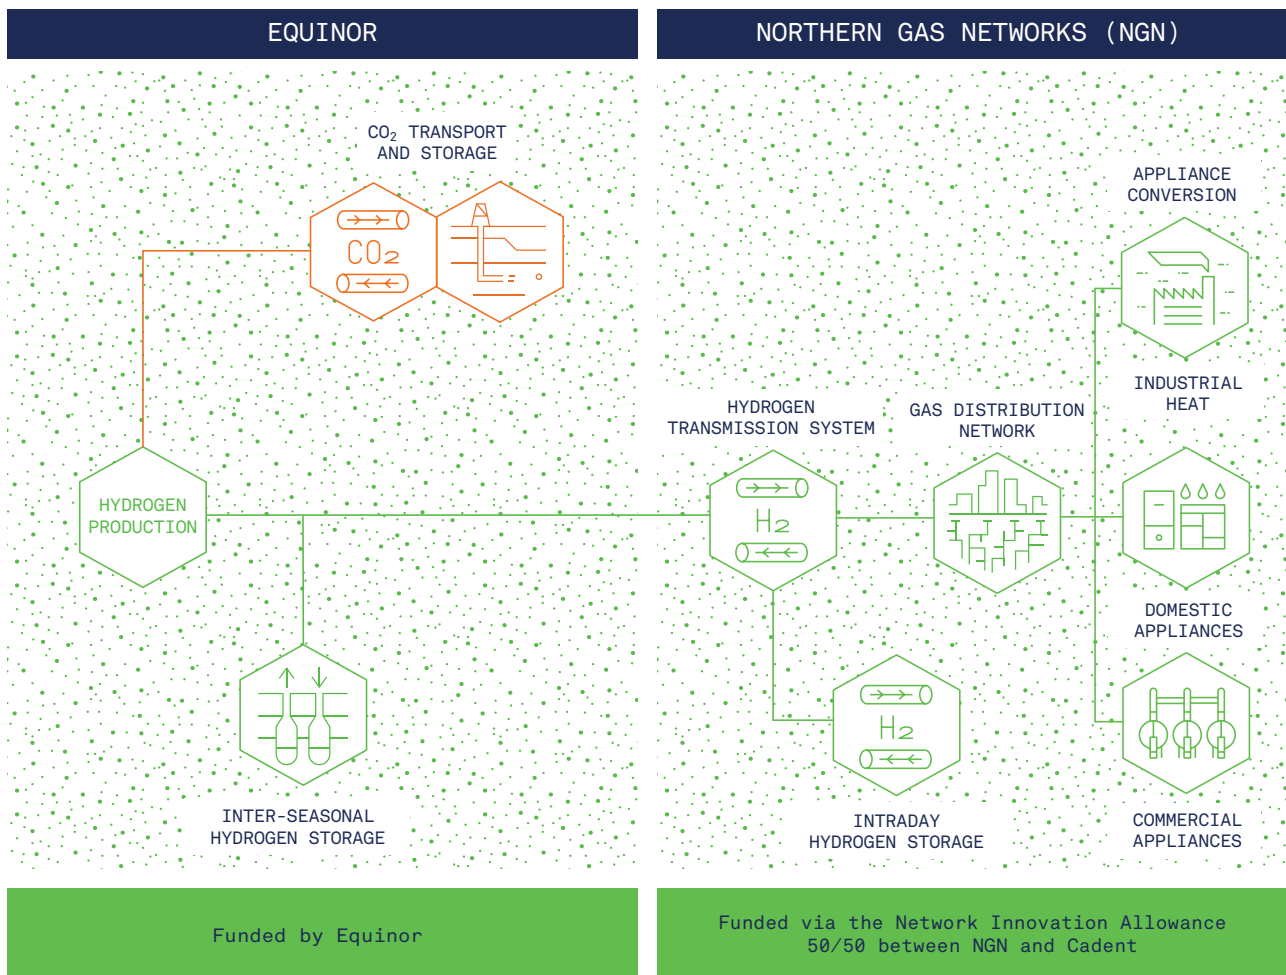 EQUINOR
CO₂ TRANSPORT
AND STORAGE
CO2
HYDROGEN
PRODUCTION
INTER-SEASONAL
HYDROGEN STORAGE
Funded by Equinor
NORTHERN GAS NETWORKS (NGN)
APPLIANCE
CONVERSION
INDUSTRIAL
HEAT
HYDROGEN
TRANSMISSION SYSTEM
GAS DISTRIBUTION
NETWORK
H2
DOMESTIC
APPLIANCES
H2
INTRADAY
HYDROGEN STORAGE
COMMERCIAL
APPLIANCES
Funded via the Network Innovation Allowance
50/50 between NGN and Cadent